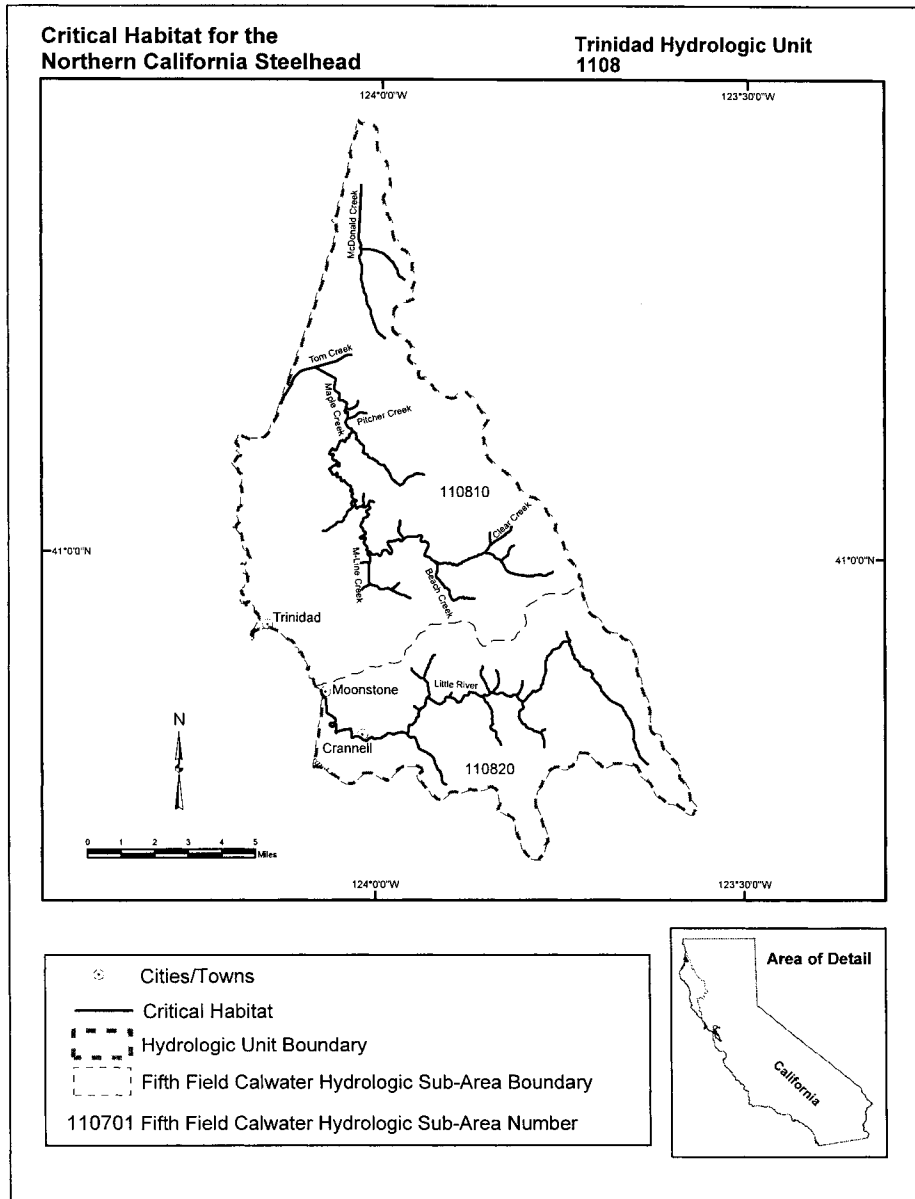 Critical Habitat for the
Northern California Steelhead
Trinidad Hydrologic Unit
1108
124°0'0"W
123°30'0"W
McDonald Creek
Tom Creek
Maple Creek
Pitcher Creek
110810
Clear Creek
41°0'0"N
41°0'0"N
M-Line Creek
Beach Creek
Trinidad
Moonstone
Little River
Crannell
110820
N
0 1 2 3 4 5
Miles
124°0'0"W
123°30'0"W
Cities/Towns
Critical Habitat
Hydrologic Unit Boundary
Fifth Field Calwater Hydrologic Sub-Area Boundary
110701 Fifth Field Calwater Hydrologic Sub-Area Number
Area of Detail
California